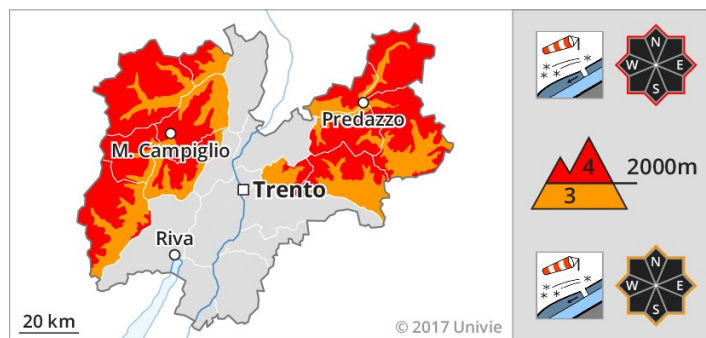 Predazzo
M. Campiglio
Trento
Riva
20 km
© 2017 Univie
N
W E
S
4 2000m
3
N
W E
S